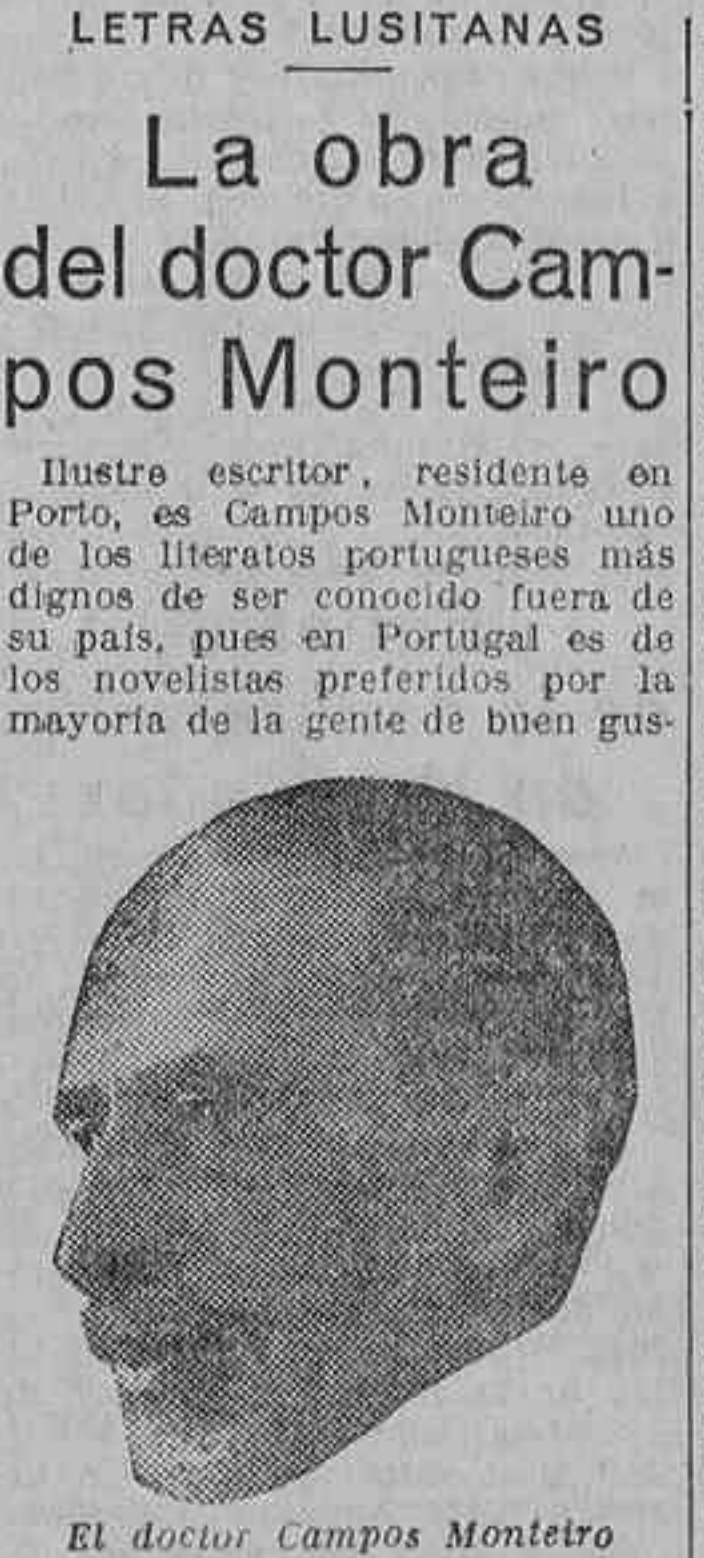 LETRAS LUSITANAS
La obra
del doctor Cam-
pos Monteiro
Ilustre escritor, residente en
Porto, es Campos Monteiro uno
de los literatos portugueses más
dignos de ser conocido fuera de
su país, pues en Portugal es de
los novelistas preferidos por la
mayoría de la gente de buen gus-
El doctor Campos Monteiro